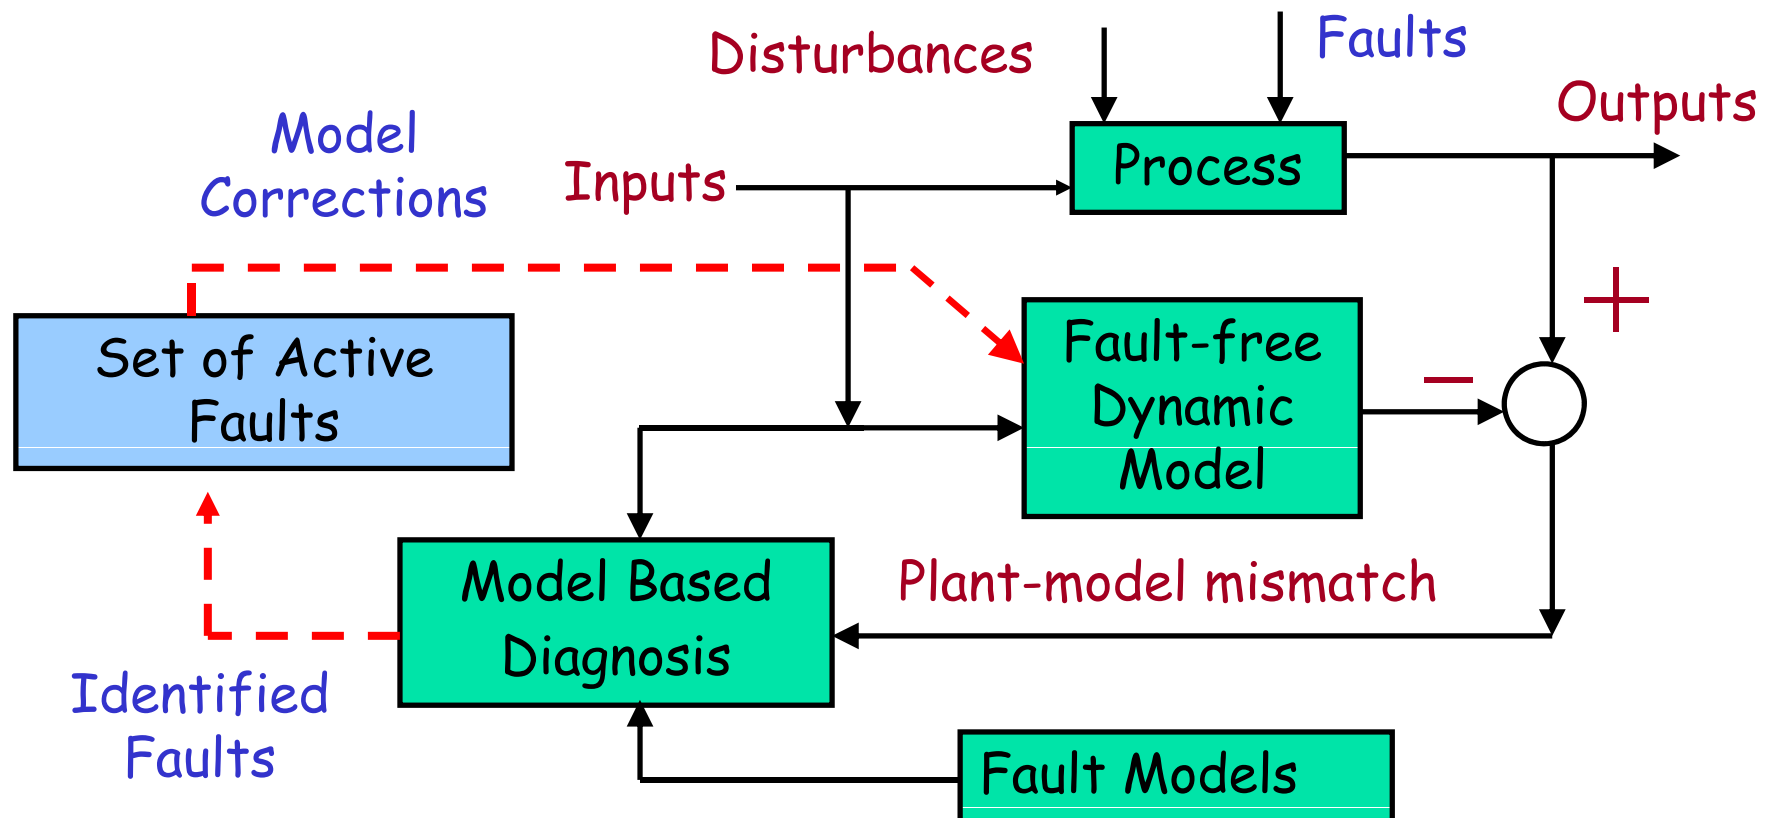 Disturbances
Faults
Outputs
Model
Corrections
Inputs
Process
+
Set of Active
Faults
Fault-free
Dynamic
Model
−
Model Based
Diagnosis
Plant-model mismatch
Identified
Faults
Fault Models